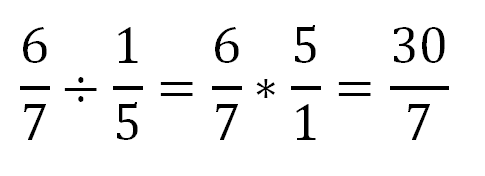 6/7 ÷ 1/5 = 6/7 * 5/1 = 30/7